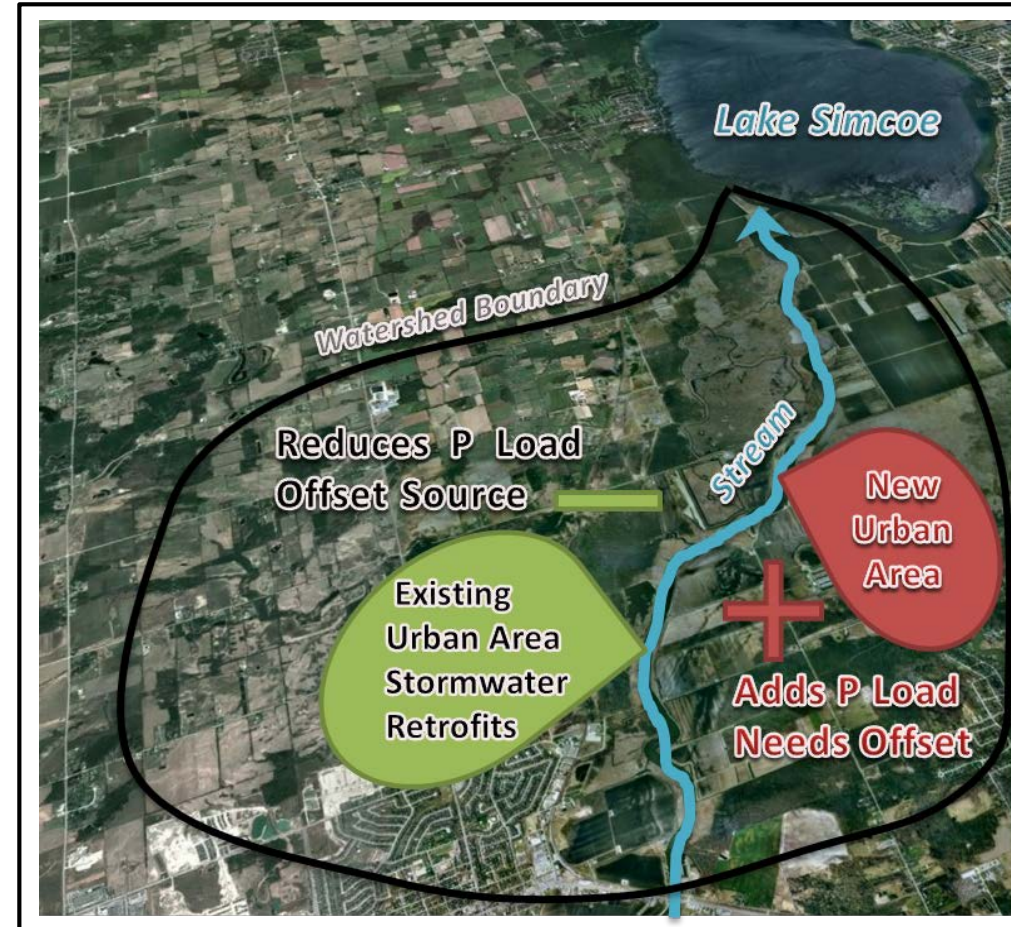 Lake Simcoe
Watershed Boundary
Reduces P Load
Offset Source
Stream
New
Urban
Area
Existing
Urban Area
Stormwater
Retrofits
Adds P Load
Needs Offset